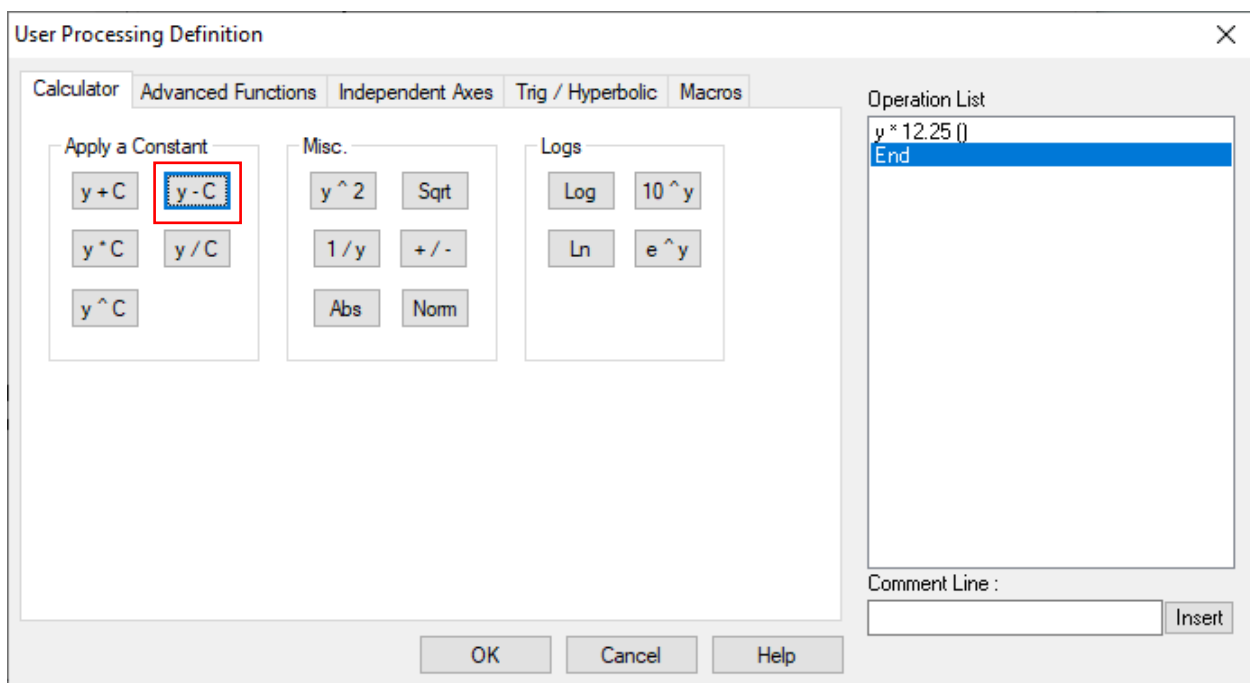 User Processing Definition
Calculator Advanced Functions Independent Axes Trig / Hyperbolic Macros
Apply a Constant
y + C y - C
y * C y / C
y ^ C
Misc.
y ^ 2 Sqrt
1 / y + / -
Abs Norm
Logs
Log 10 ^ y
Ln e ^ y
Operation List
y * 12.25 ()
End
Comment Line :
Insert
OK Cancel Help